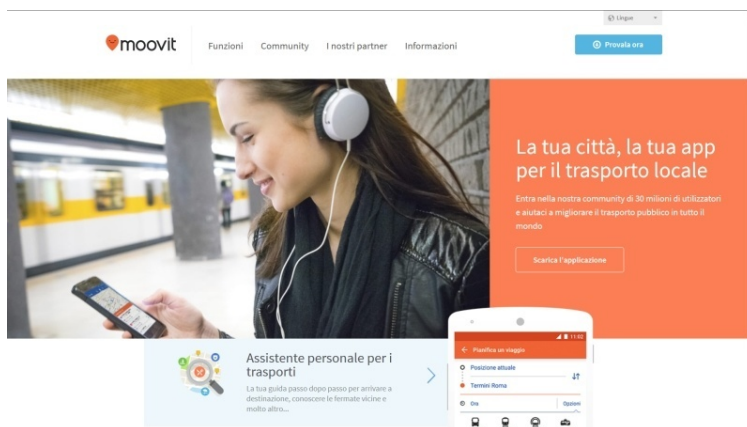 Lingue
moovit
Funzioni Community I nostri partner Informazioni
Provala ora
La tua città, la tua app
per il trasporto locale
Entra nella nostra community di 30 milioni di utilizzatori
e aiutaci a migliorare il trasporto pubblico in tutto il
mondo
Scarica l'applicazione
Assistente personale per i
trasporti
La tua guida passo dopo passo per arrivare a
destinazione, conoscere le fermate vicine e
molto altro...
11:92
Pianifica un viaggio
Posizione attuale
Termini Roma
Ora Opzioni